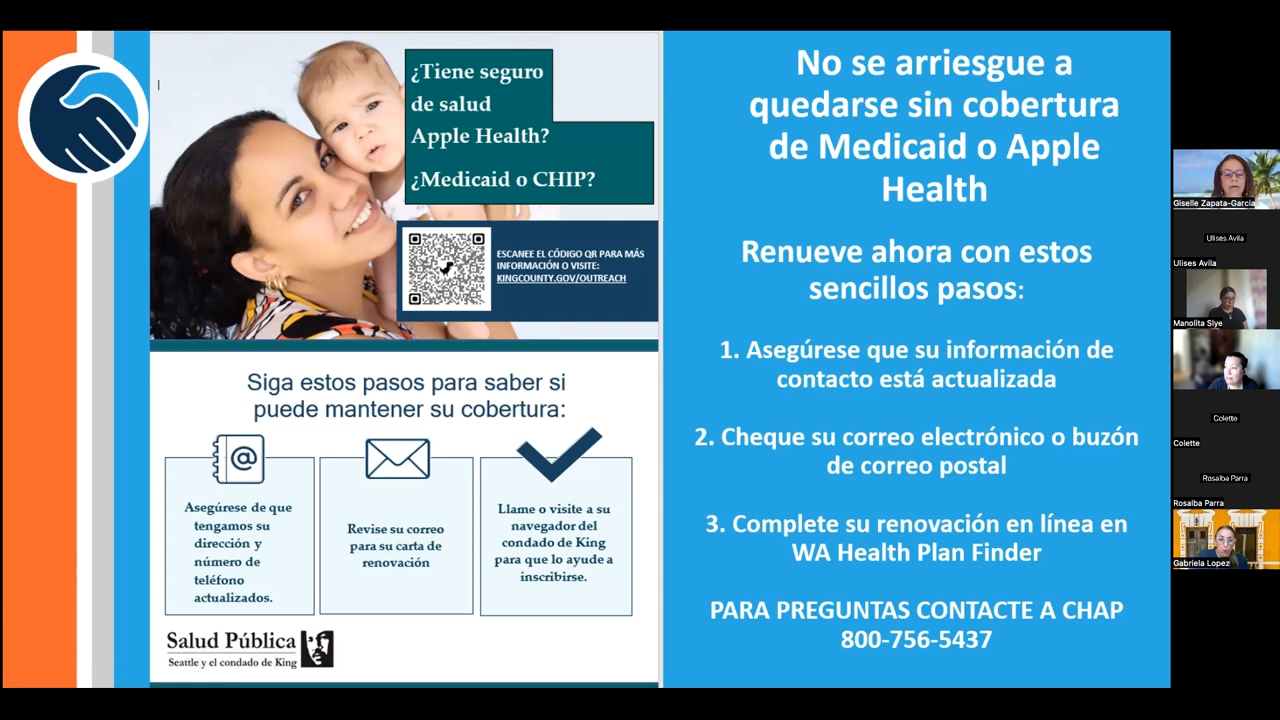 ¿Tiene seguro
de salud
Apple Health?
¿Medicaid o CHIP?
ESCANEE EL CÓDIGO QR PARA MÁS
INFORMACIÓN O VISITE:
KINGCOUNTY.GOV/OUTREACH
Siga estos pasos para saber si
puede mantener su cobertura:
Asegúrese de que
tengamos su
dirección y
número de
teléfono
actualizados.
Revise su correo
para su carta de
renovación
Llame o visite a su
navegador del
condado de King
para que lo ayude a
inscribirse.
Salud Pública
Seattle y el condado de King
No se arriesgue a
quedarse sin cobertura
de Medicaid o Apple
Health
Renueve ahora con estos
sencillos pasos:
1. Asegúrese que su información de
contacto está actualizada
2. Cheque su correo electrónico o buzón
de correo postal
3. Complete su renovación en línea en
WA Health Plan Finder
PARA PREGUNTAS CONTACTE A CHAP
800-756-5437
Giselle Zapata-Garcia
Ulises Avila
Ulises Avila
Manolita Slye
Colette
Colette
Rosalba Parra
Rosalba Parra
Gabriela Lopez